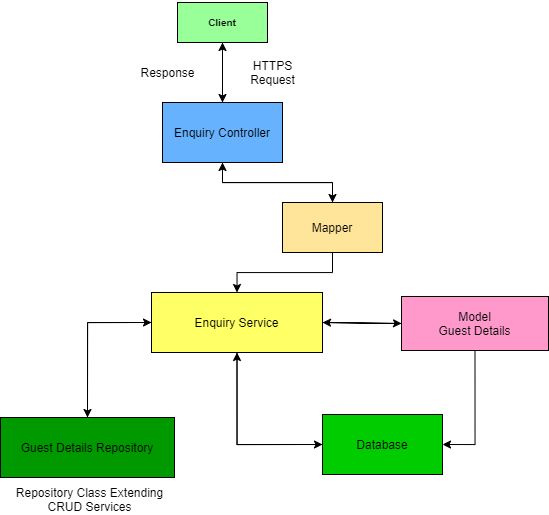 Client
Response
HTTPS
Request
Enquiry Controller
Mapper
Enquiry Service
Model
Guest Details
Guest Details Repository
Database
Repository Class Extending
CRUD Services